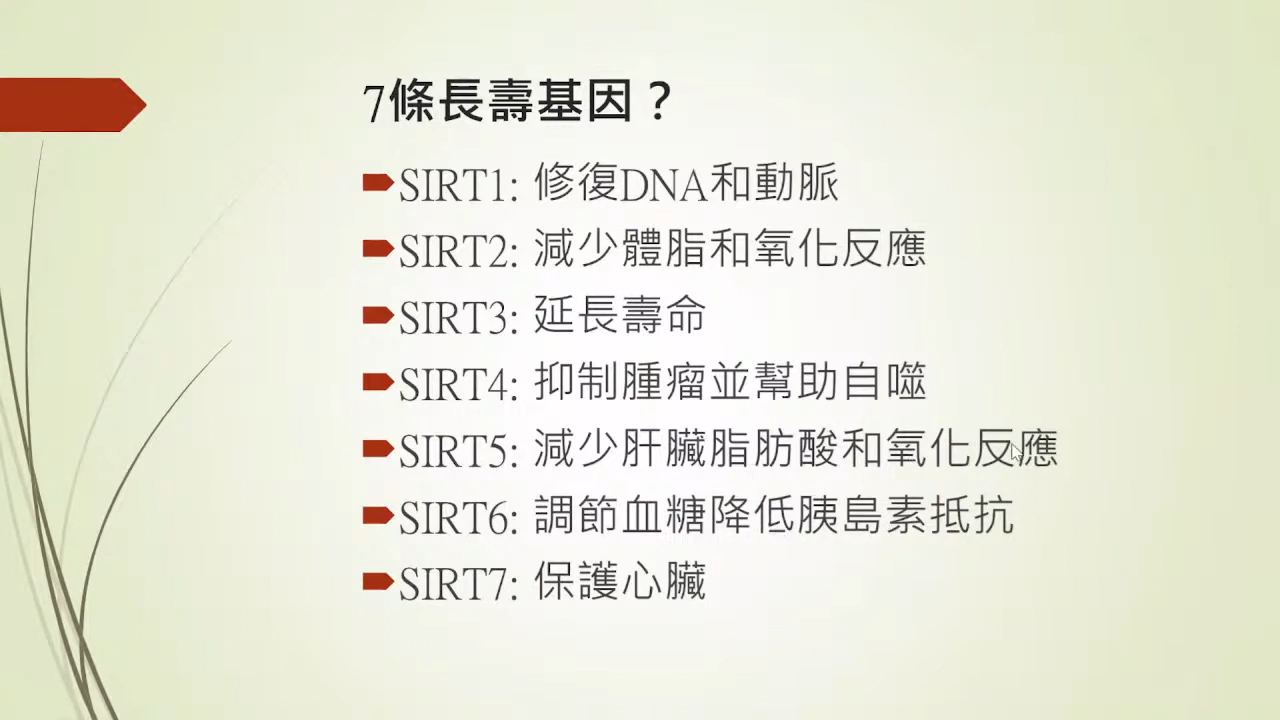 7條長壽基因？
SIRT1: 修復DNA和動脈
SIRT2: 減少體脂和氧化反應
SIRT3: 延長壽命
SIRT4: 抑制腫瘤並幫助自噬
SIRT5: 減少肝臟脂肪酸和氧化反應
SIRT6: 調節血糖降低胰島素抵抗
SIRT7: 保護心臟